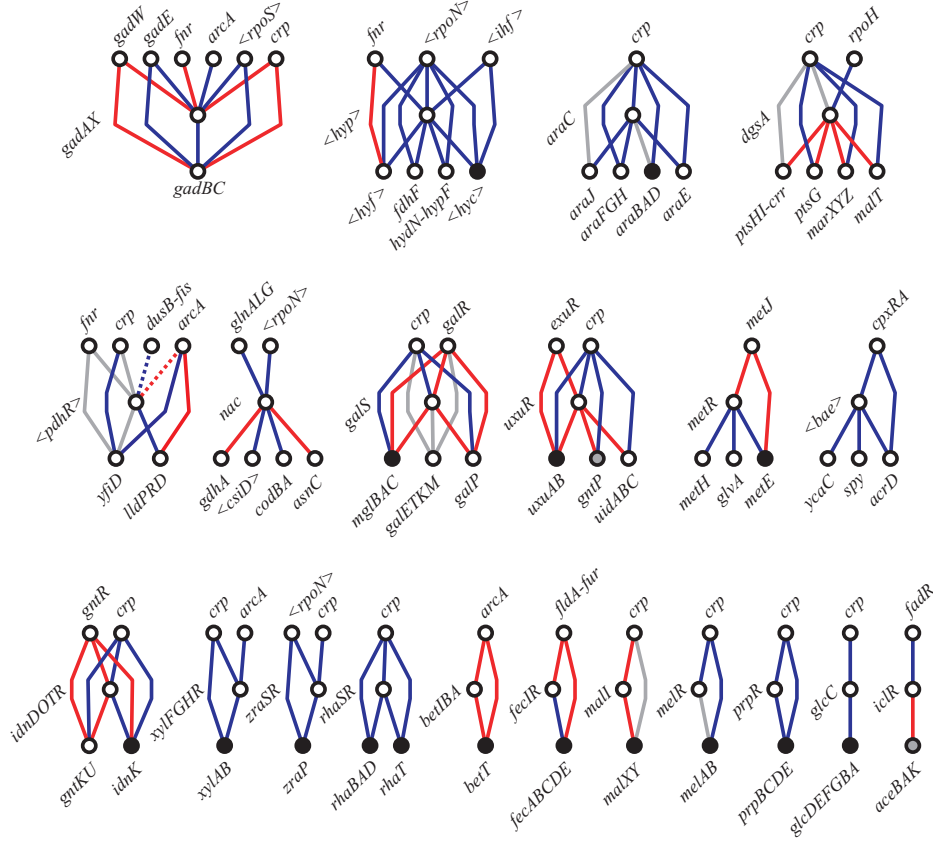 gadW gadE fnr arcA <rpoS> crp
gadAX
gadBC
fnr <rpoN> <ihf>
<hyp>
<hyf> fdhF hydN-hypF <hyc>
crp
araC
araJ araFGH araBAD araE
crp rpoH
dgsA
ptsHI-crr ptsG marXYZ malT
fnr crp dusB-fis arcA
<pdhR>
yfiD lldPRD
glnALG <rpoN>
nac
gdhA <csiD> codBA asnC
crp galR
galS
mglBAC galETKM galP
exuR crp
uxuR
uxuAB gntP uidABC
metJ
metR
metH glvA metE
cpxRA
<bae>
ycaC spy acrD
gntR crp
idnDOTR
gntKU idnK
crp arcA
xylFGHR
xylAB
<rpoN> crp
zraSR
zraP
crp
rhaSR
rhaBAD rhaT
arcA
betIBA
betT
fldA-fur
fecIR
fecABCDE
crp
malI
malXY
crp
melR
melAB
crp
prpR
prpBCDE
crp
glcC
glcDEFGBA
fadR
iclR
aceBAK